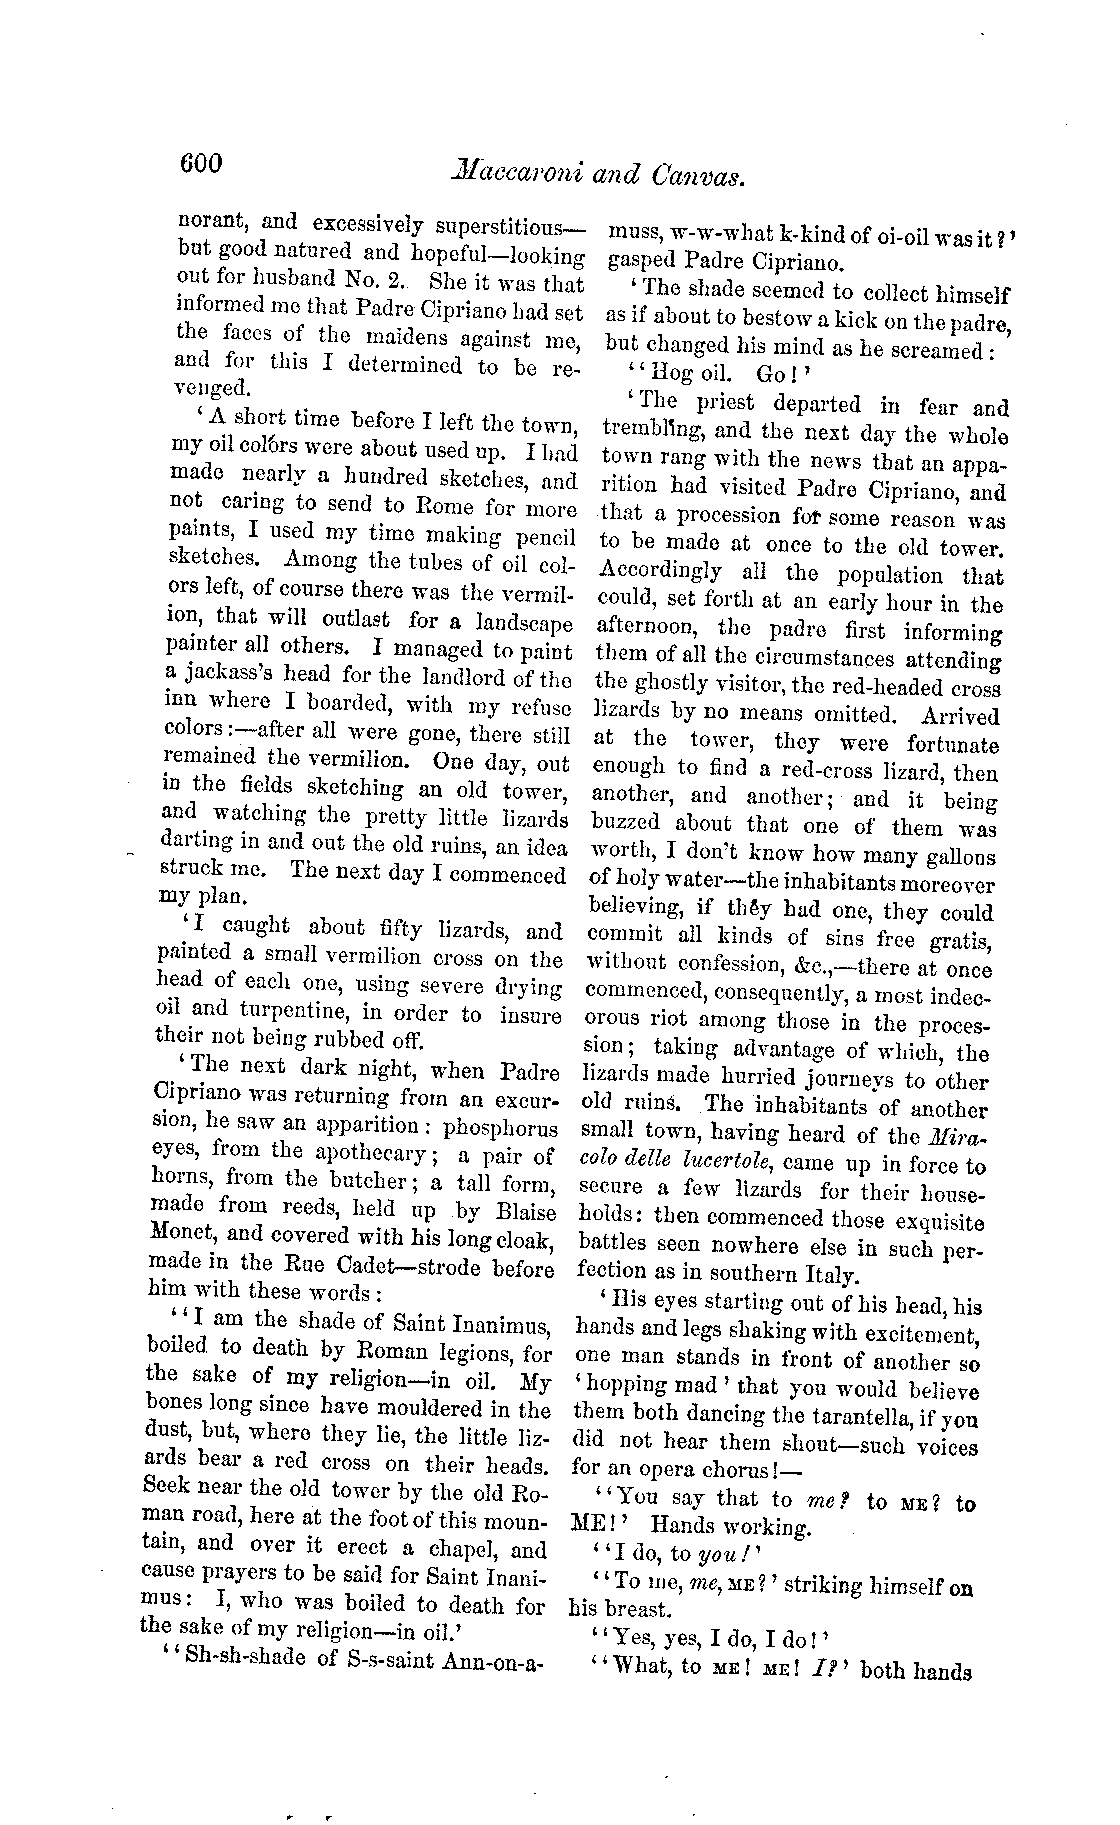 600
Maccaroni and Canvas.
norant, and excessively superstitious—
but good natured and hopeful—looking
out for husband No. 2. She it was that
informed me that Padre Cipriano had set
the faces of the maidens against me,
and for this I determined to be re-
venged.
'A short time before I left the town,
my oil colors were about used up. I had
made nearly a hundred sketches, and
not caring to send to Rome for more
paints, I used my time making pencil
sketches. Among the tubes of oil col-
ors left, of course there was the vermil-
ion, that will outlast for a landscape
painter all others. I managed to paint
a jackass's head for the landlord of the
inn where I boarded, with my refuse
colors:—after all were gone, there still
remained the vermilion. One day, out
in the fields sketching an old tower,
and watching the pretty little lizards
darting in and out the old ruins, an idea
struck me. The next day I commenced
my plan.
'I caught about fifty lizards, and
painted a small vermilion cross on the
head of each one, using severe drying
oil and turpentine, in order to insure
their not being rubbed off.
'The next dark night, when Padre
Cipriano was returning from an excur-
sion, he saw an apparition: phosphorus
eyes, from the apothecary; a pair of
horns, from the butcher; a tall form,
made from reeds, held up by Blaise
Monet, and covered with his long cloak,
made in the Rue Cadet—strode before
him with these words:
''I am the shade of Saint Inanimus,
boiled to death by Roman legions, for
the sake of my religion—in oil. My
bones long since have mouldered in the
dust, but, where they lie, the little liz-
ards bear a red cross on their heads.
Seek near the old tower by the old Ro-
man road, here at the foot of this moun-
tain, and over it erect a chapel, and
cause prayers to be said for Saint Inani-
mus: I, who was boiled to death for
the sake of my religion—in oil.'
''Sh-sh-shade of S-s-saint Ann-on-a-
muss, w-w-what k-kind of oi-oil was it?'
gasped Padre Cipriano.
'The shade seemed to collect himself
as if about to bestow a kick on the padre,
but changed his mind as he screamed:
''Hog oil. Go!'
'The priest departed in fear and
trembling, and the next day the whole
town rang with the news that an appa-
rition had visited Padre Cipriano, and
that a procession for some reason was
to be made at once to the old tower.
Accordingly all the population that
could, set forth at an early hour in the
afternoon, the padre first informing
them of all the circumstances attending
the ghostly visitor, the red-headed cross
lizards by no means omitted. Arrived
at the tower, they were fortunate
enough to find a red-cross lizard, then
another, and another; and it being
buzzed about that one of them was
worth, I don't know how many gallons
of holy water—the inhabitants moreover
believing, if they had one, they could
commit all kinds of sins free gratis,
without confession, &c.,—there at once
commenced, consequently, a most indec-
orous riot among those in the proces-
sion; taking advantage of which, the
lizards made hurried journeys to other
old ruins. The inhabitants of another
small town, having heard of the Mira-
colo delle lucertole, came up in force to
secure a few lizards for their house-
holds: then commenced those exquisite
battles seen nowhere else in such per-
fection as in southern Italy.
'His eyes starting out of his head, his
hands and legs shaking with excitement,
one man stands in front of another so
'hopping mad' that you would believe
them both dancing the tarantella, if you
did not hear them shout—such voices
for an opera chorus!—
''You say that to me? to ME? to
ME!' Hands working.
''I do, to you!'
''To me, me, ME?' striking himself on
his breast.
''Yes, yes, I do, I do!'
''What, to ME! ME! I?' both hands